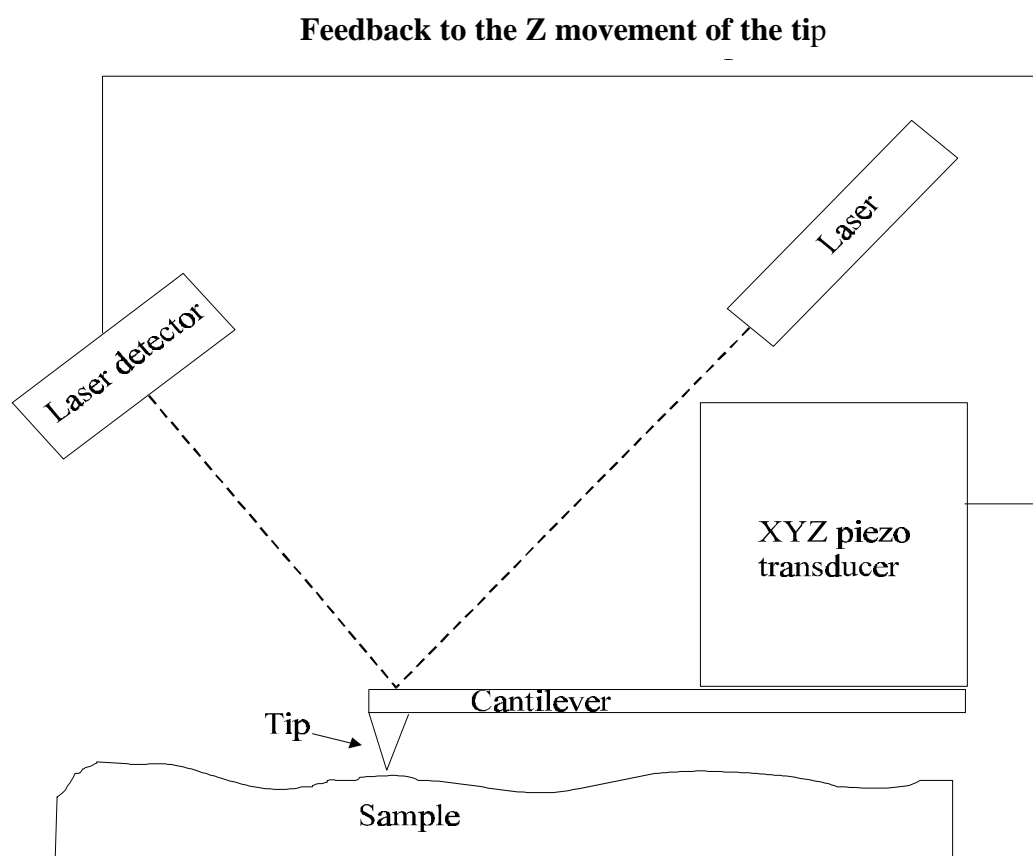 Feedback to the Z movement of the tip
Laser
Laser detector
XYZ piezo
transducer
Cantilever
Tip
Sample